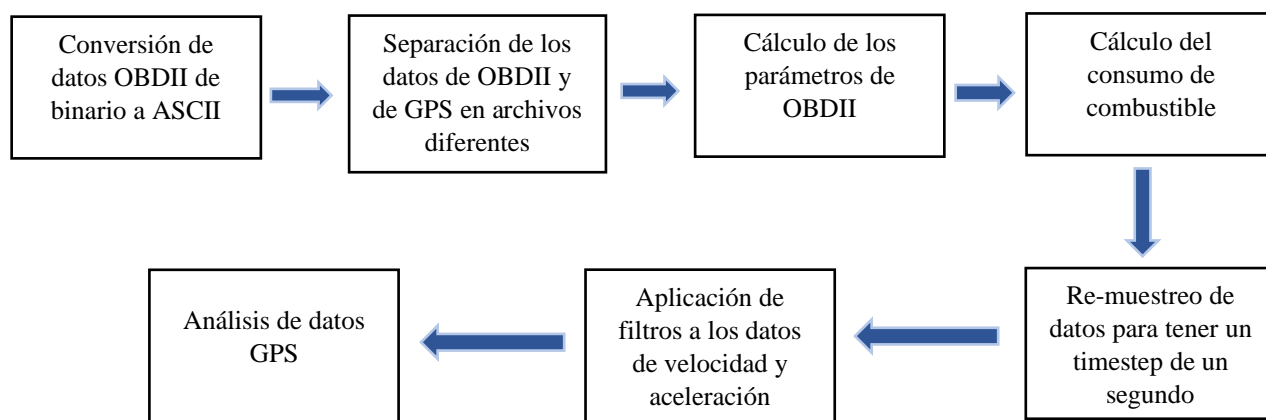 Conversión de
datos OBDII de
binario a ASCII
Separación de los
datos de OBDII y
de GPS en archivos
diferentes
Cálculo de los
parámetros de
OBDII
Cálculo del
consumo de
combustible
Re-muestreo de
datos para tener un
timestep de un
segundo
Aplicación de
filtros a los datos
de velocidad y
aceleración
Análisis de datos
GPS